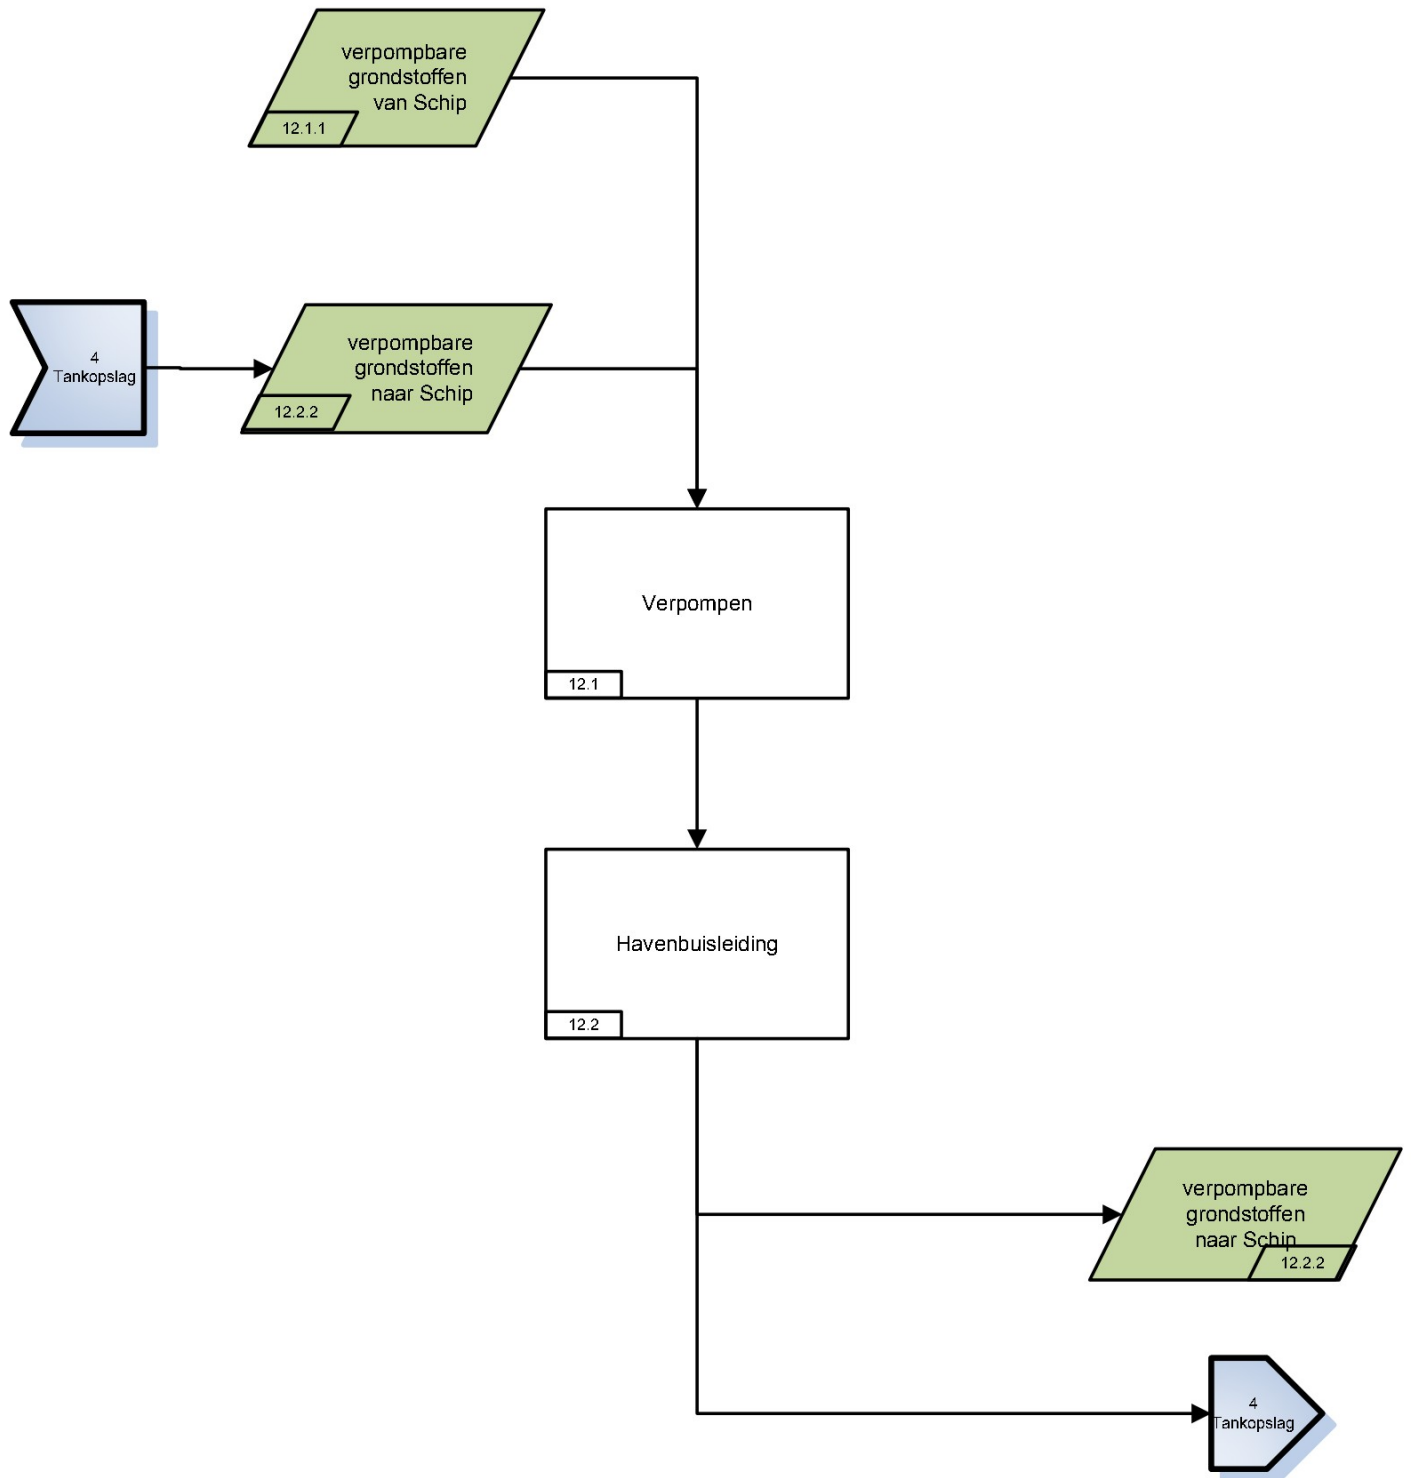 verpompbare
grondstoffen
van Schip
12.1.1
4
Tankopslag
verpompbare
grondstoffen
naar Schip
12.2.2
Verpompen
12.1
Havenbuisleiding
12.2
verpompbare
grondstoffen
naar Schip
12.2.2
4
Tankopslag